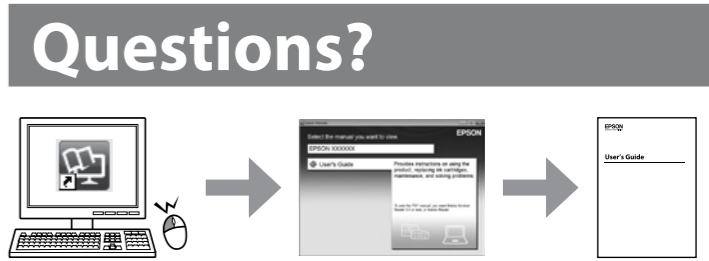 Questions?
Select the manual you want to view.
EPSON
EPSON XXXXXX
User's Guide
Provides instructions on using the
product, replacing ink cartridges,
maintenance, and solving problems.
EPSON
User's Guide